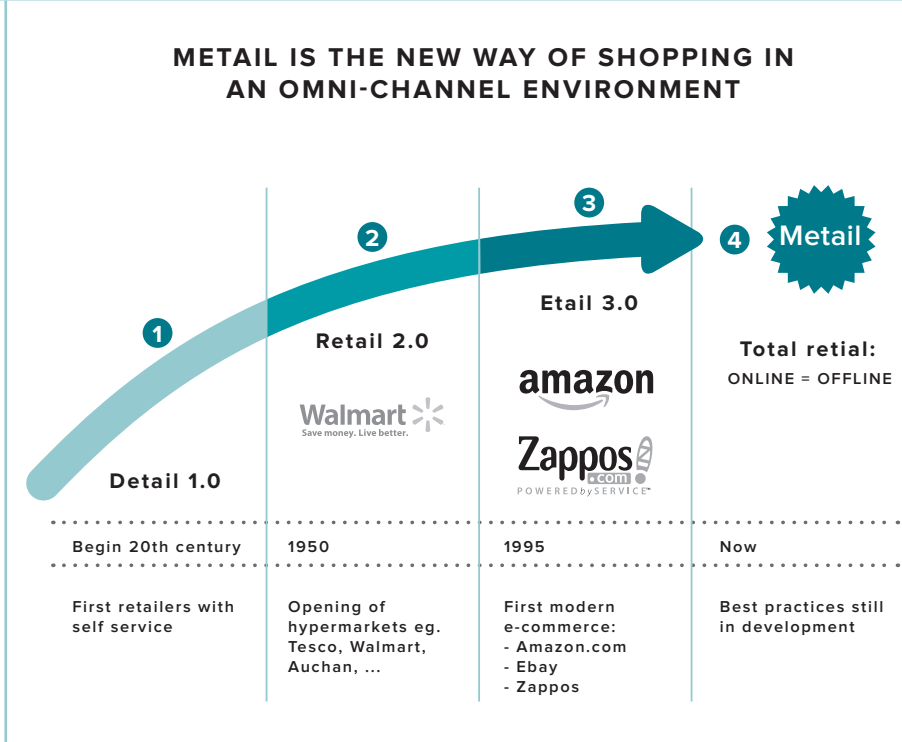 METAIL IS THE NEW WAY OF SHOPPING IN
AN OMNI-CHANNEL ENVIRONMENT
1
Detail 1.0
2
Retail 2.0
Walmart
Save money. Live better.
3
Etail 3.0
amazon
Zappos
.com
POWERED by SERVICE™
4
Metail
Total retial:
ONLINE = OFFLINE
Begin 20th century
1950
1995
Now
First retailers with
self service
Opening of
hypermarkets eg.
Tesco, Walmart,
Auchan, ...
First modern
e-commerce:
- Amazon.com
- Ebay
- Zappos
Best practices still
in development